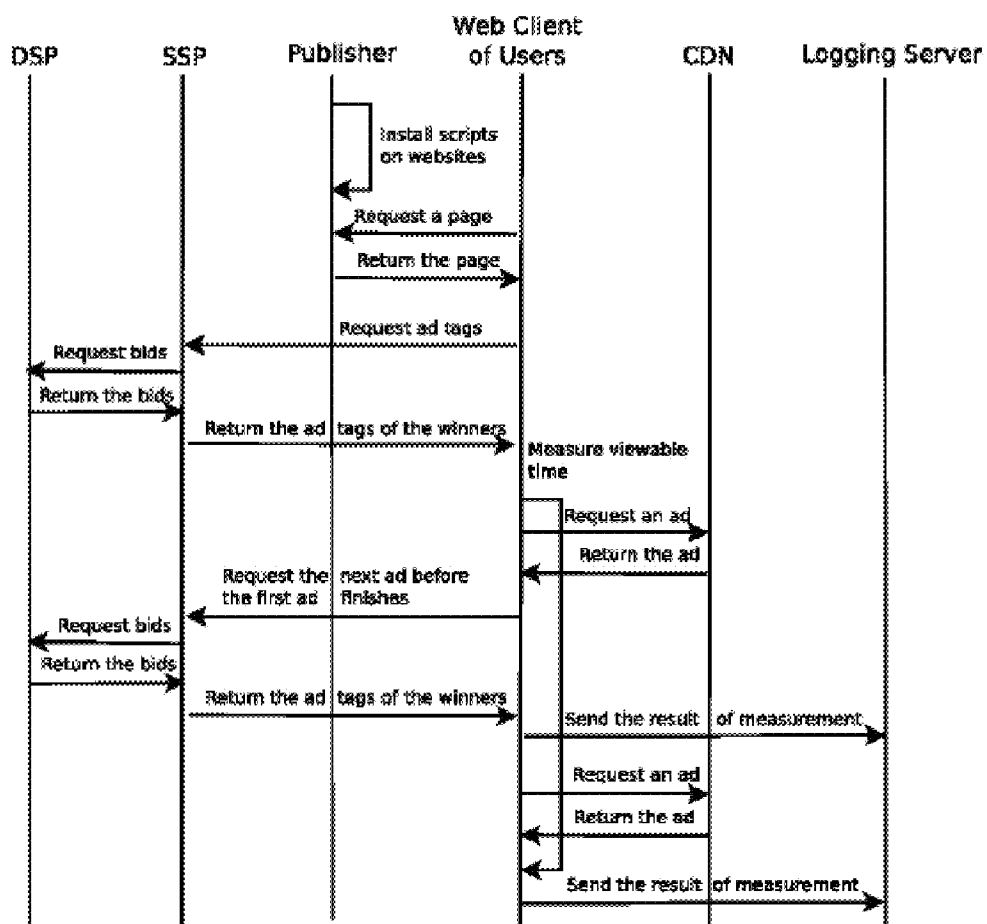 DSP
SSP
Publisher
Web Client
of Users
CDN
Logging Server
Install scripts
on websites
Request a page
Return the page
Request ad tags
Request bids
Return the bids
Return the ad tags of the winners
Measure viewable
time
Request an ad
Return the ad
Request the next ad before
the first ad finishes
Request bids
Return the bids
Return the ad tags of the winners
Send the result of measurement
Request an ad
Return the ad
Send the result of measurement